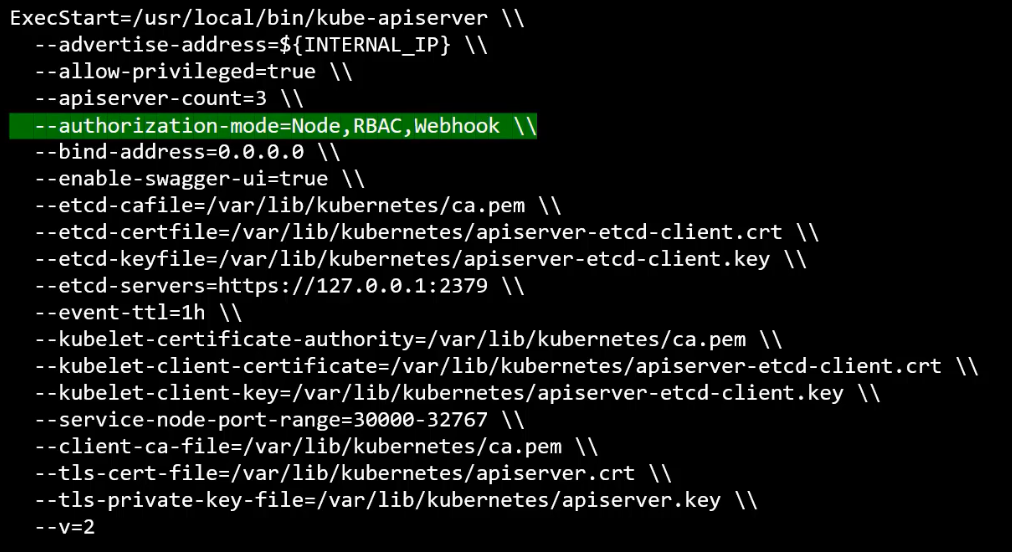 ExecStart=/usr/local/bin/kube-apiserver \\
--advertise-address=${INTERNAL_IP} \\
--allow-privileged=true \\
--apiserver-count=3 \\
--authorization-mode=Node,RBAC,Webhook \\
--bind-address=0.0.0.0 \\
--enable-swagger-ui=true \\
--etcd-cafile=/var/lib/kubernetes/ca.pem \\
--etcd-certfile=/var/lib/kubernetes/apiserver-etcd-client.crt \\
--etcd-keyfile=/var/lib/kubernetes/apiserver-etcd-client.key \\
--etcd-servers=https://127.0.0.1:2379 \\
--event-ttl=1h \\
--kubelet-certificate-authority=/var/lib/kubernetes/ca.pem \\
--kubelet-client-certificate=/var/lib/kubernetes/apiserver-etcd-client.crt \\
--kubelet-client-key=/var/lib/kubernetes/apiserver-etcd-client.key \\
--service-node-port-range=30000-32767 \\
--client-ca-file=/var/lib/kubernetes/ca.pem \\
--tls-cert-file=/var/lib/kubernetes/apiserver.crt \\
--tls-private-key-file=/var/lib/kubernetes/apiserver.key \\
--v=2